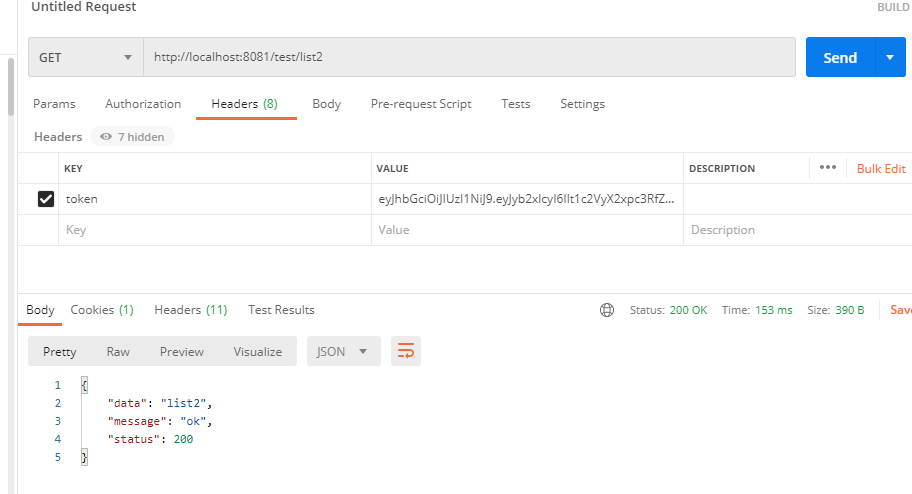 Untitled Request
BUILD
GET
http://localhost:8081/test/list2
Send
Params Authorization Headers (8) Body Pre-request Script Tests Settings
Headers 7 hidden
KEY VALUE DESCRIPTION ••• Bulk Edit
token eyJhbGciOiJIUzI1NiJ9.eyJyb2xlcyI6Ilt1c2VyX2xpc3RfZ...
Key Value Description
Body Cookies (1) Headers (11) Test Results Status: 200 OK Time: 153 ms Size: 390 B Save
Pretty Raw Preview Visualize JSON
1 {
2 "data": "list2",
3 "message": "ok",
4 "status": 200
5 }